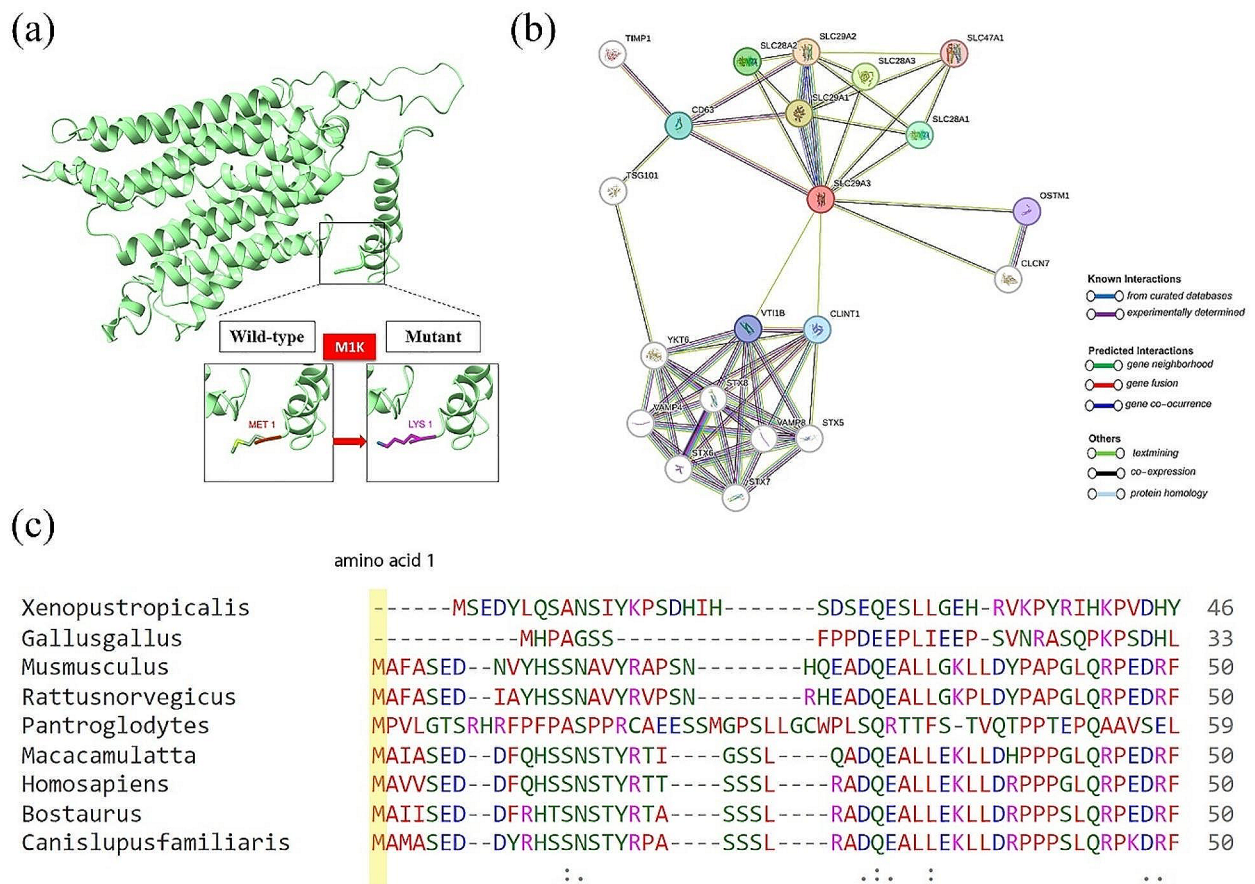 (a)
Wild-type
M1K
Mutant
MET 1
LYS 1
(b)
TIMP1
SLC28A2
SLC29A2
SLC47A1
SLC28A3
CD63
SLC29A1
SLC28A1
TSG101
SLC29A3
OSTM1
CLCN7
VTI1B
CLINT1
YKT6
STX8
VAMP4
VAMP8
STX5
STX6
STX7
Known Interactions
from curated databases
experimentally determined
Predicted Interactions
gene neighborhood
gene fusion
gene co-ocurrence
Others
textmining
co-expression
protein homology
(c)
amino acid 1
Xenopustropicalis ------MSEDYLQSANSIYKPSDHIH-------SDSEQESLLGEH-RVKPYRIHKPVDHY 46
Gallusgallus -----------MHPAGSS---------------FPPDEEPLIEEP-SVNRASQPKPSDHL 33
Musmusculus MAFASED--NVYHSSNAVYRAPSN--------HQEADQEALLGKLLDYPAPGLQRPEDRF 50
Rattusnorvegicus MAFASED--IAYHSSNAVYRVPSN--------RHEADQEALLGKPLDYPAPGLQRPEDRF 50
Pantroglodytes MPVLGTSRHRFPFPASPPRCAEESSMGPSLLGCWPLSQRTTFS-TVQTPPTEPQAAVSEL 59
Macacamulatta MAIASED--DFQHSSNSTYRTI----GSSL----QADQEALLEKLLDHPPPGLQRPEDRF 50
Homosapiens MAVVSED--DFQHSSNSTYRTT----SSSL----RADQEALLEKLLDRPPPGLQRPEDRF 50
Bostaurus MAIISED--DFRHTSNSTYRTA----SSSL----RADQEALLEKLLDRPPPGLQRPEDRF 50
Canislupusfamiliaris MAMASED--DYRHSSNSTYRPA----SSSL----RADQEALLEKLLDRPPPSLQRPKDRF 50
:. .:. : ..